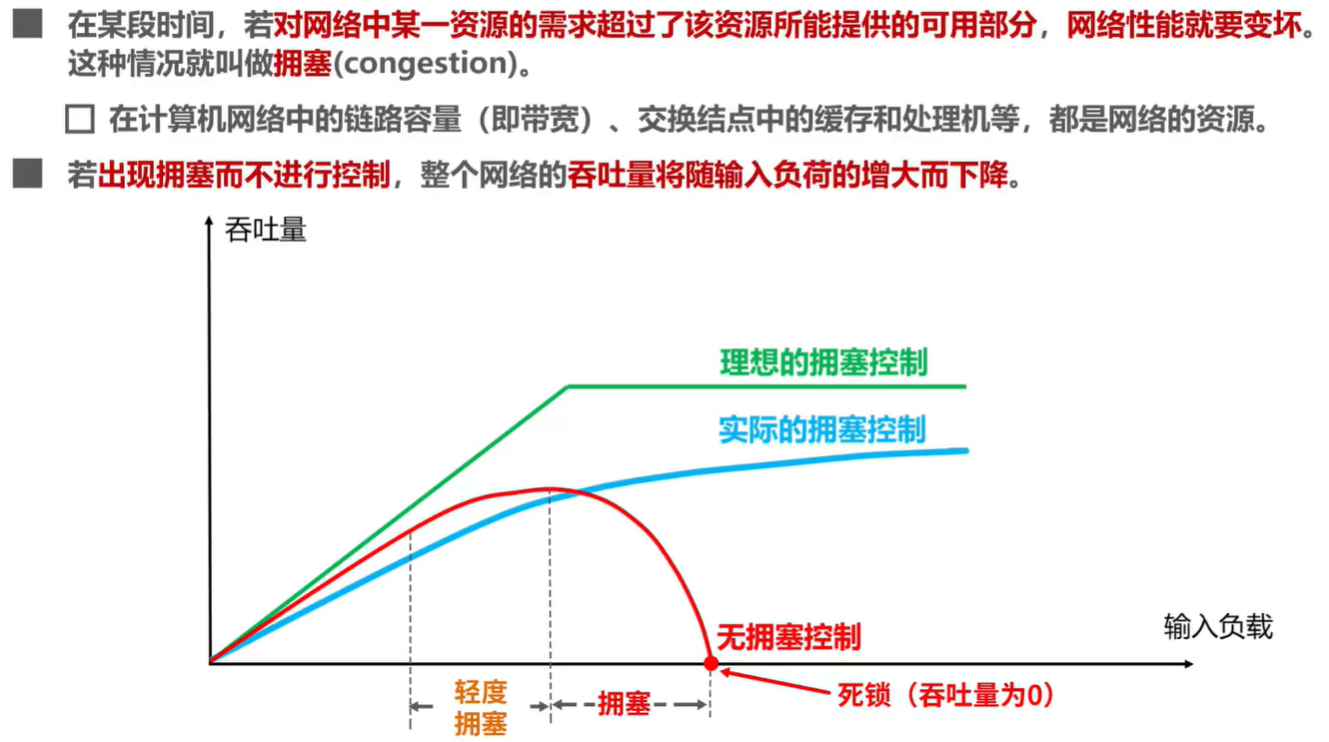 在某段时间，若对网络中某一资源的需求超过了该资源所能提供的可用部分，网络性能就要变坏。
这种情况就叫做拥塞(congestion)。
在计算机网络中的链路容量（即带宽）、交换结点中的缓存和处理机等，都是网络的资源。
若出现拥塞而不进行控制，整个网络的吞吐量将随输入负荷的增大而下降。
吞吐量
理想的拥塞控制
实际的拥塞控制
无拥塞控制
输入负载
轻度
拥塞
拥塞
死锁（吞吐量为0）